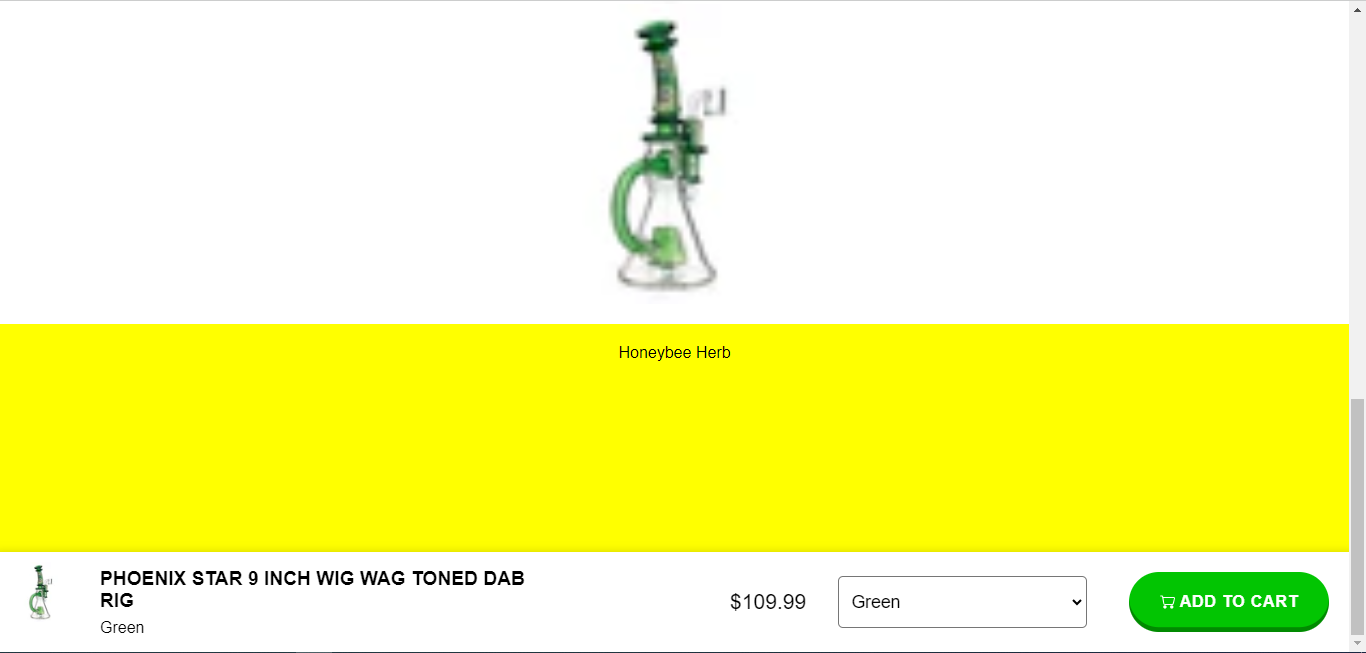 Honeybee Herb
PHOENIX STAR 9 INCH WIG WAG TONED DAB
RIG
Green
$109.99
Green
ADD TO CART